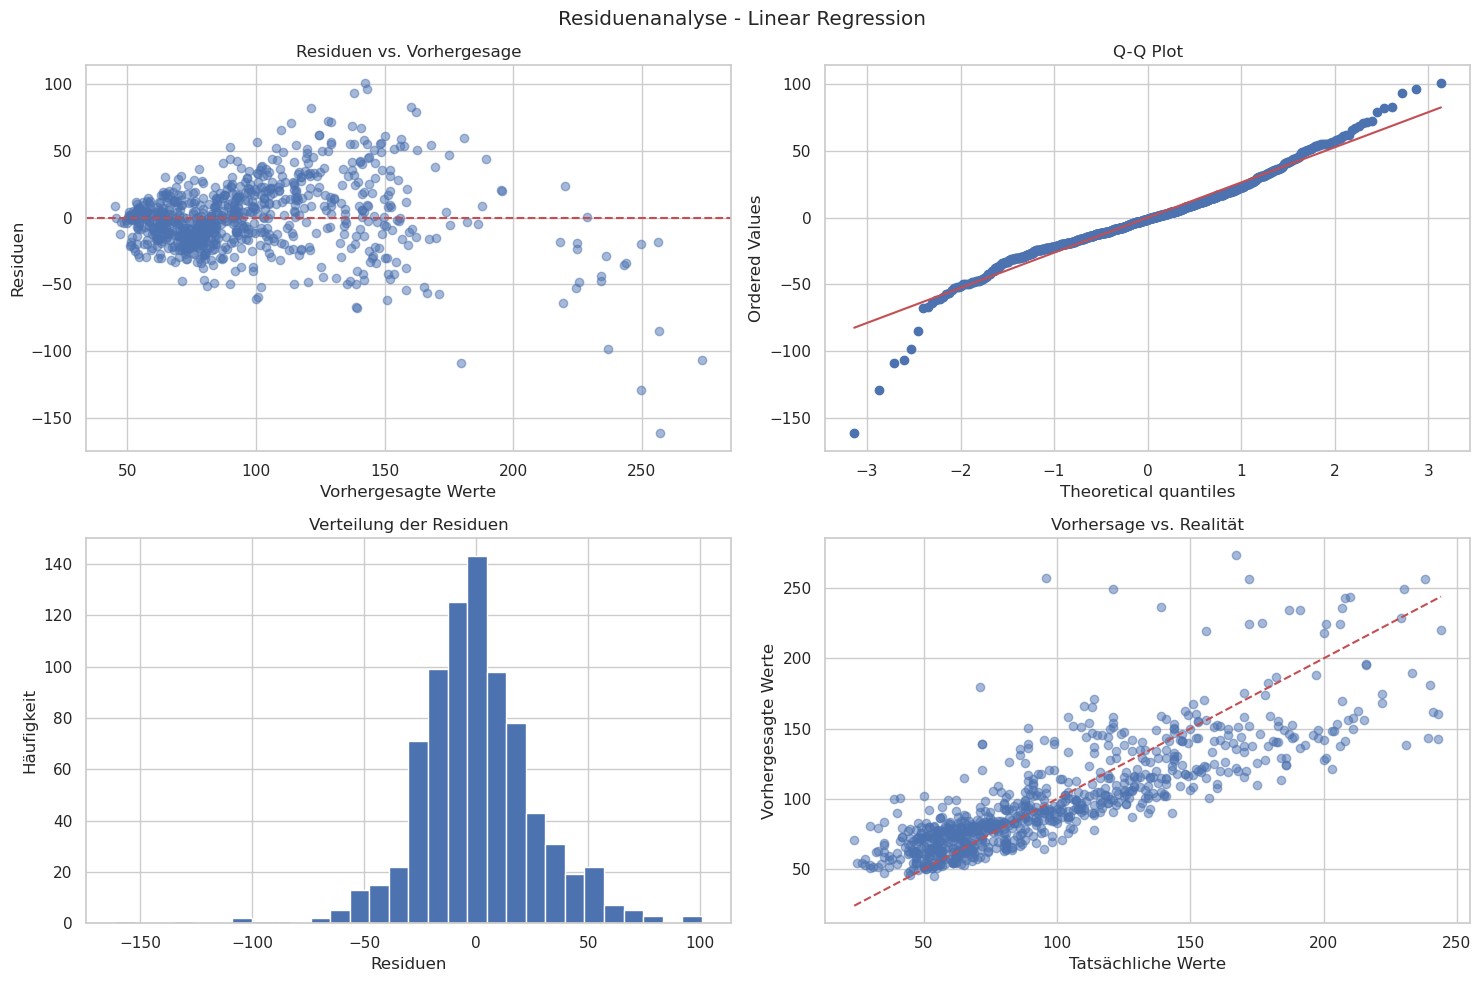 Residuenanalyse - Linear Regression
Residuen vs. Vorhergesage
100
50
0
−50
−100
−150
Residuen
50 100 150 200 250
Vorhergesagte Werte
Q-Q Plot
100
50
0
−50
−100
−150
Ordered Values
−3 −2 −1 0 1 2 3
Theoretical quantiles
Verteilung der Residuen
140
120
100
80
60
40
20
0
Häufigkeit
−150 −100 −50 0 50 100
Residuen
Vorhersage vs. Realität
250
200
150
100
50
Vorhergesagte Werte
50 100 150 200 250
Tatsächliche Werte